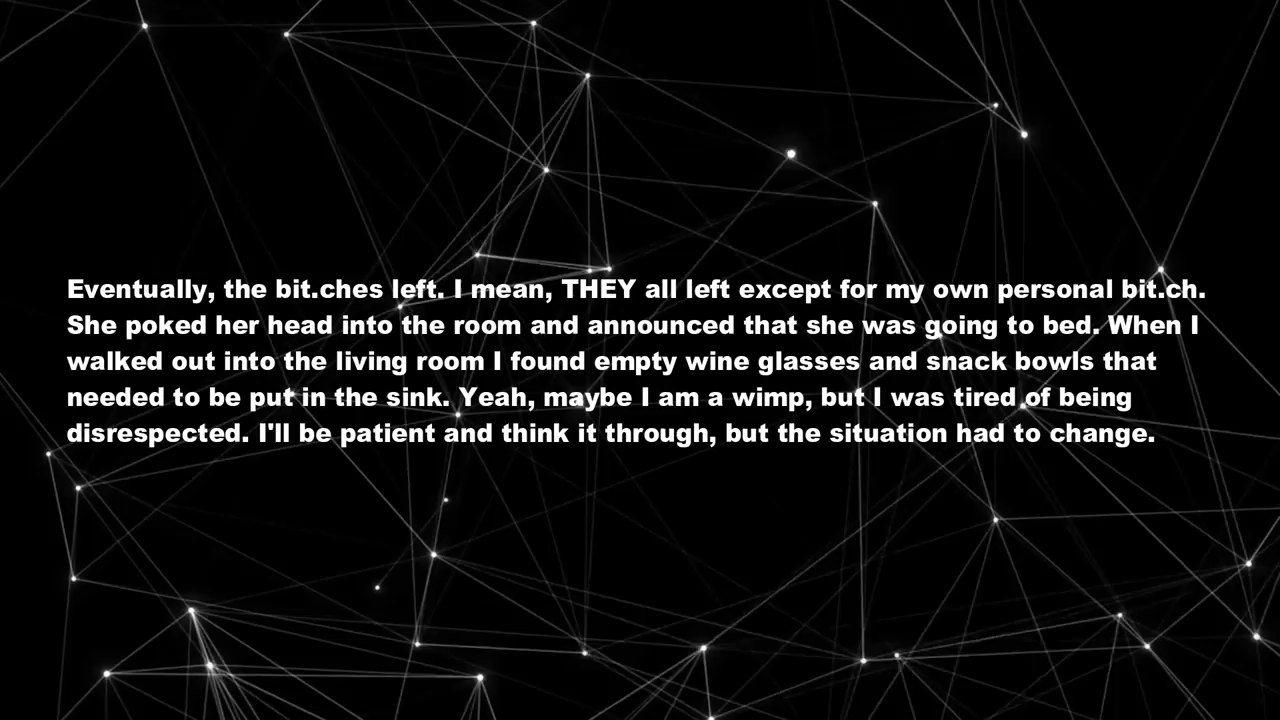 Eventually, the bit.ches left. I mean, THEY all left except for my own personal bit.ch.
She poked her head into the room and announced that she was going to bed. When I
walked out into the living room I found empty wine glasses and snack bowls that
needed to be put in the sink. Yeah, maybe I am a wimp, but I was tired of being
disrespected. I'll be patient and think it through, but the situation had to change.